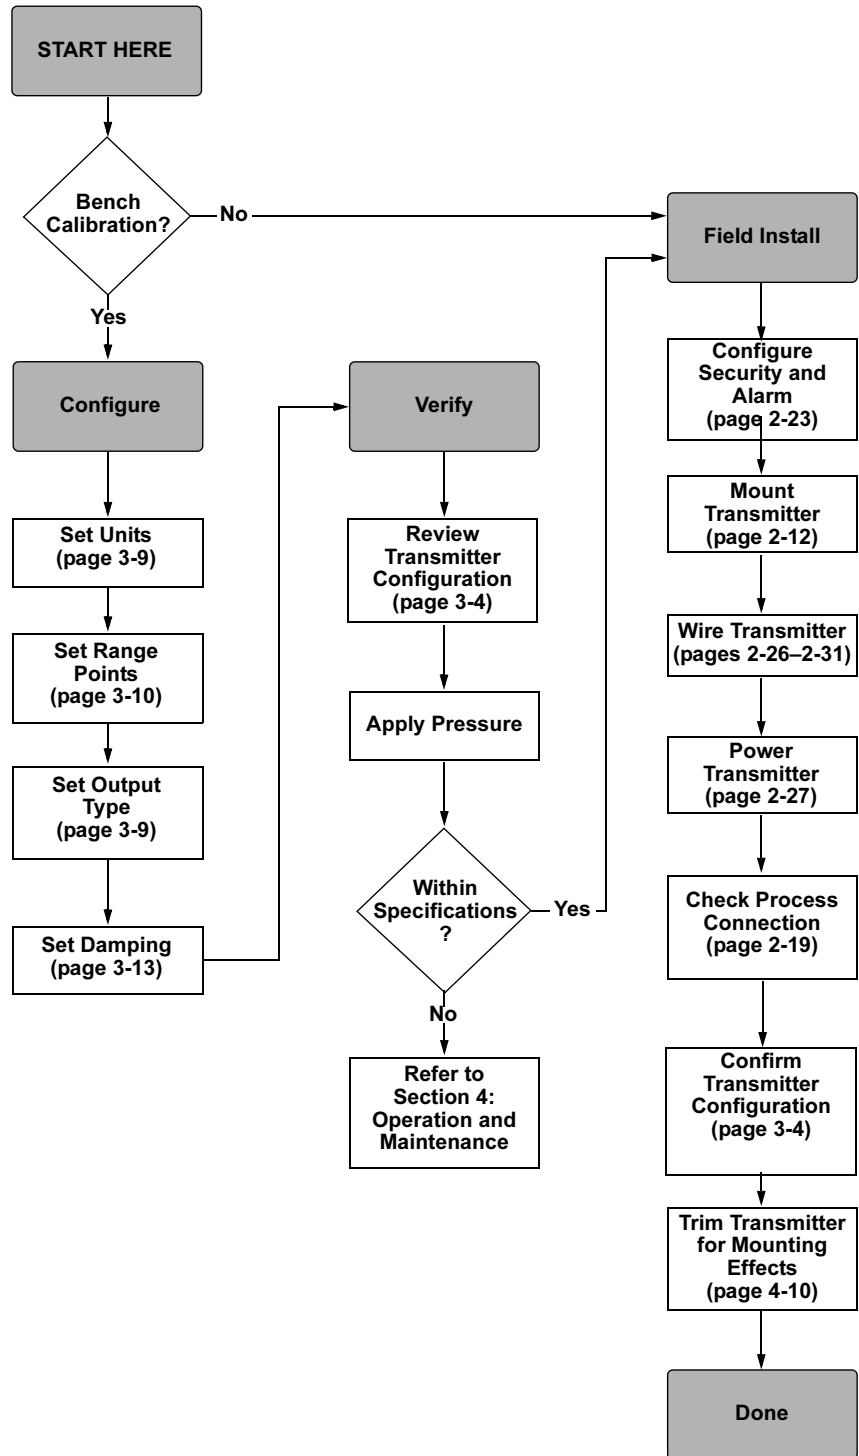 START HERE
Bench
Calibration?
No
Yes
Configure
Set Units
(page 3-9)
Set Range
Points
(page 3-10)
Set Output
Type
(page 3-9)
Set Damping
(page 3-13)
Verify
Review
Transmitter
Configuration
(page 3-4)
Apply Pressure
Within
Specifications
?
Yes
No
Refer to
Section 4:
Operation and
Maintenance
Field Install
Configure
Security and
Alarm
(page 2-23)
Mount
Transmitter
(page 2-12)
Wire Transmitter
(pages 2-26–2-31)
Power
Transmitter
(page 2-27)
Check Process
Connection
(page 2-19)
Confirm
Transmitter
Configuration
(page 3-4)
Trim Transmitter
for Mounting
Effects
(page 4-10)
Done